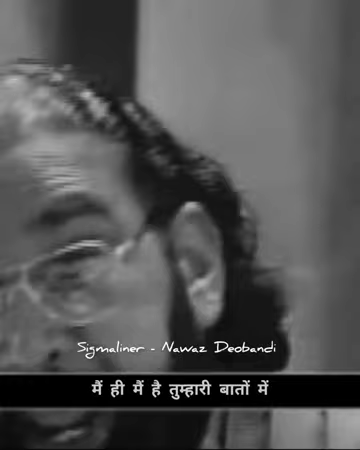 Sigmaliner - Nawaz Deobandi
मैं ही मैं है तुम्हारी बातों में